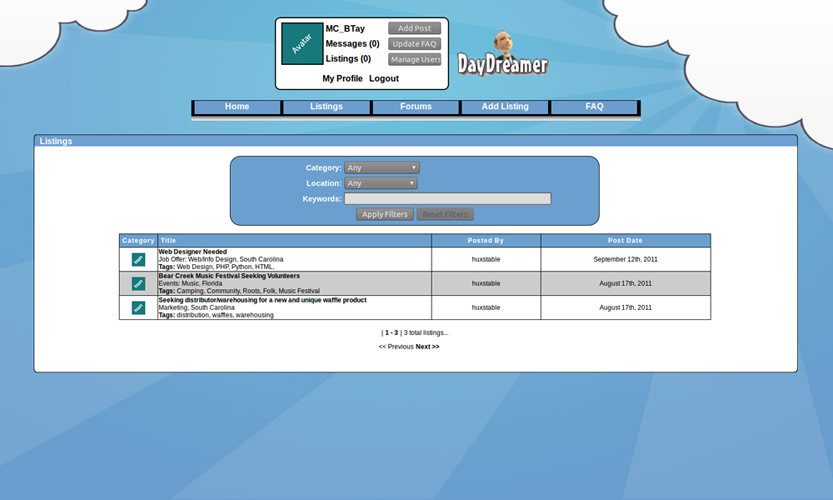 Avatar
MC_BTay
Add Post
Messages (0)
Update FAQ
Listings (0)
Manage Users
My Profile Logout
DayDreamer
Home Listings Forums Add Listing FAQ
Listings
Category: Any
Location: Any
Keywords:
Apply Filters Reset Filters
Category Title Posted By Post Date
Web Designer Needed
Job Offer: Web/Info Design, South Carolina huxstable September 12th, 2011
Tags: Web Design, PHP, Python, HTML,
Bear Creek Music Festival Seeking Volunteers
Events: Music, Florida huxstable August 17th, 2011
Tags: Camping, Community, Roots, Folk, Music Festival
Seeking distributor/warehousing for a new and unique waffle product
Marketing, South Carolina huxstable August 17th, 2011
Tags: distribution, waffles, warehousing
| 1 - 3 | 3 total listings...
<< Previous Next >>